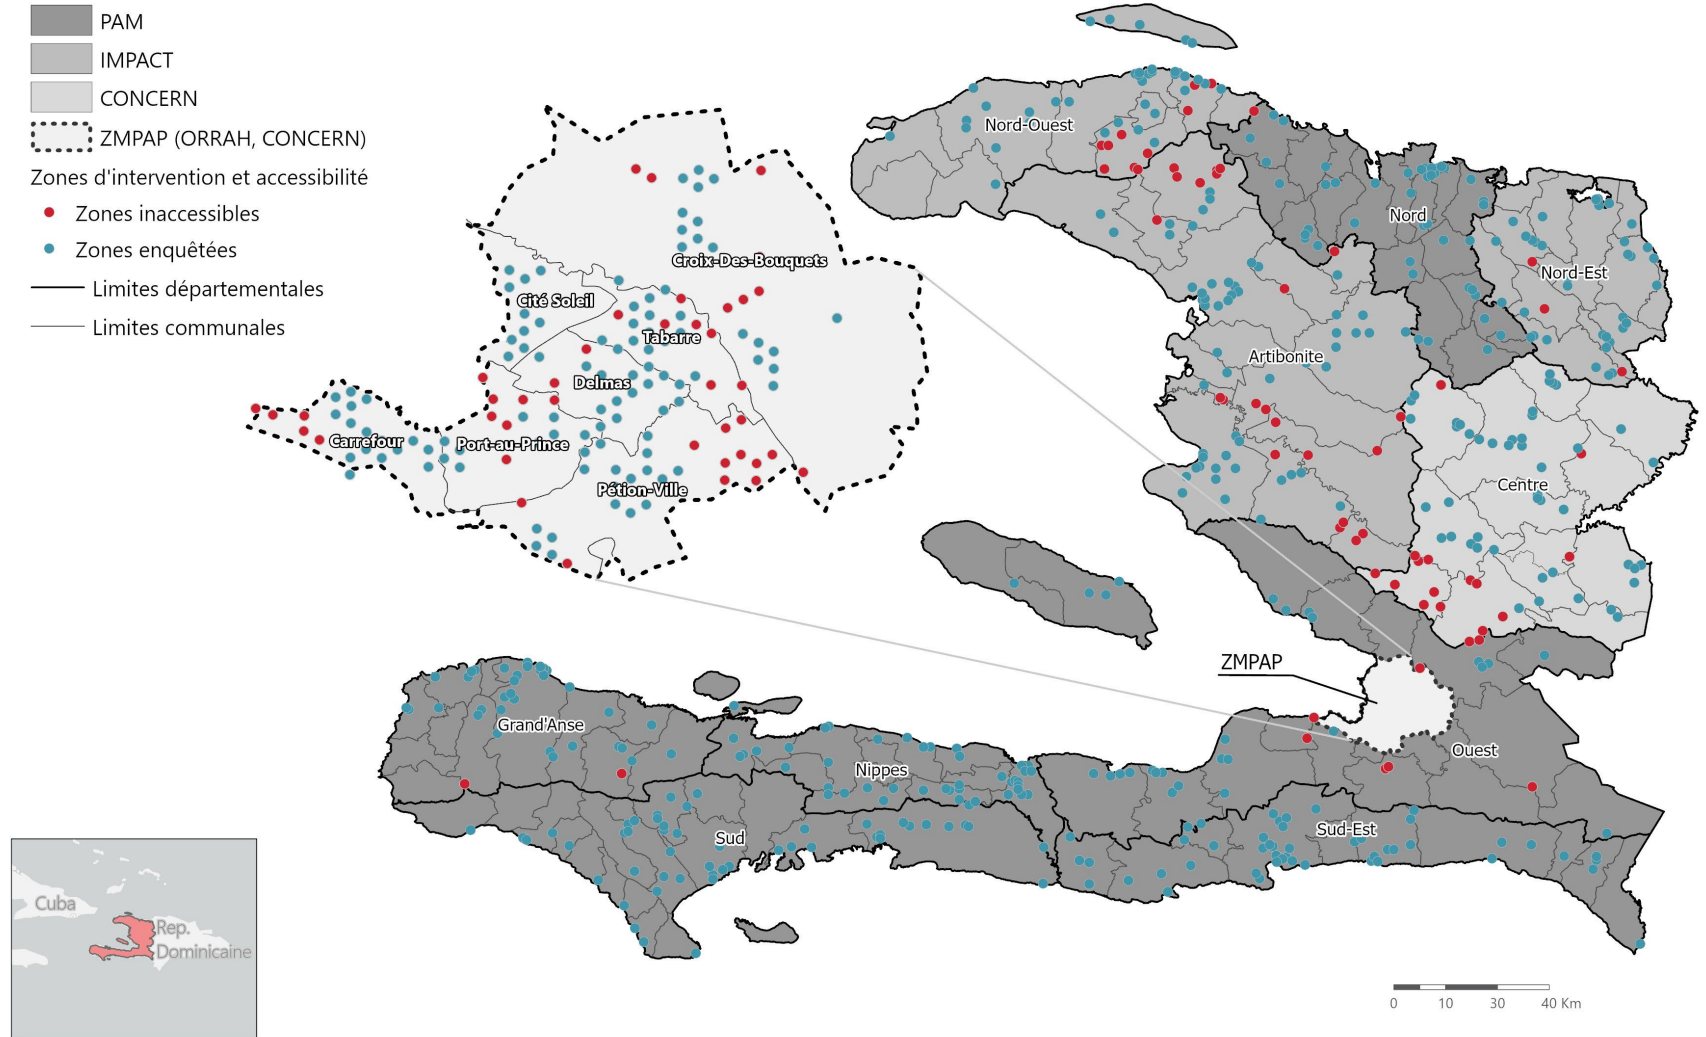 PAM
IMPACT
CONCERN
ZMPAP (ORRAH, CONCERN)
Zones d'intervention et accessibilité
Zones inaccessibles
Zones enquêtées
Limites départementales
Limites communales
Croix-Des-Bouquets
Cité Soleil
Tabarre
Delmas
Carrefour
Port-au-Prince
Pétion-Ville
Nord-Ouest
Nord
Nord-Est
Artibonite
Centre
ZMPAP
Ouest
Grand'Anse
Nippes
Sud
Sud-Est
Cuba
Rep.
Dominicaine
0 10 30 40 Km